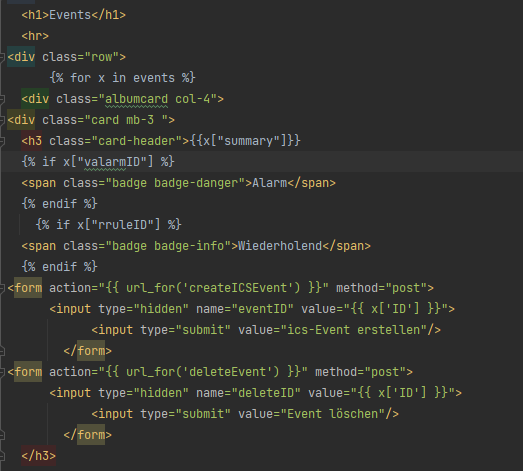 <h1>Events</h1>
<hr>
<div class="row">
{% for x in events %}
<div class="albumcard col-4">
<div class="card mb-3 ">
<h3 class="card-header">{{x["summary"]}}
{% if x["valarmID"] %}
<span class="badge badge-danger">Alarm</span>
{% endif %}
{% if x["rruleID"] %}
<span class="badge badge-info">Wiederholend</span>
{% endif %}
<form action="{{ url_for('createICSEvent') }}" method="post">
<input type="hidden" name="eventID" value="{{ x['ID'] }}">
<input type="submit" value="ics-Event erstellen"/>
</form>
<form action="{{ url_for('deleteEvent') }}" method="post">
<input type="hidden" name="deleteID" value="{{ x['ID'] }}">
<input type="submit" value="Event löschen"/>
</form>
</h3>